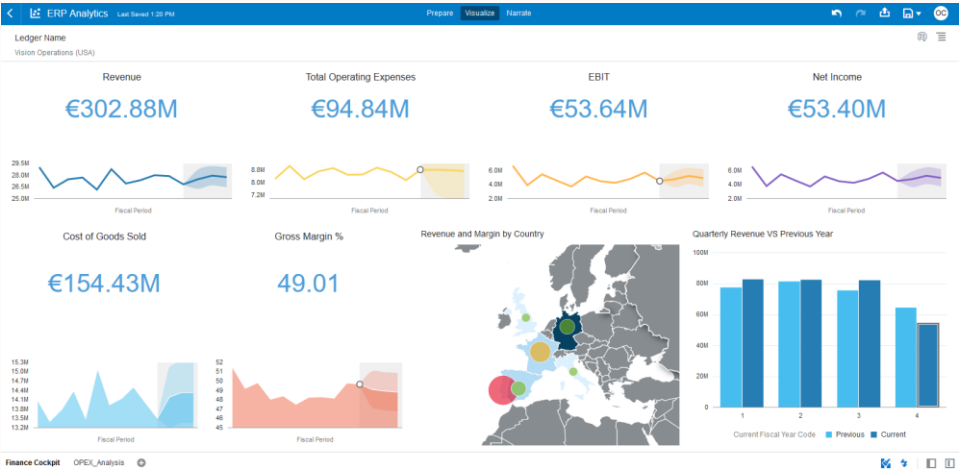 ERP Analytics Last Saved 1:20 PM Prepare Visualize Narrate OC
Ledger Name
Vision Operations (USA)
Revenue
€302.88M
29.5M
28.0M
26.5M
25.0M
Fiscal Period
Total Operating Expenses
€94.84M
8.8M
8.0M
7.2M
Fiscal Period
EBIT
€53.64M
6.0M
4.0M
2.0M
Fiscal Period
Net Income
€53.40M
6.0M
4.0M
2.0M
Fiscal Period
Cost of Goods Sold
€154.43M
15.3M
15.0M
14.7M
14.4M
14.1M
13.8M
13.5M
13.2M
Fiscal Period
Gross Margin %
49.01
52
51
50
49
48
47
46
45
Fiscal Period
Revenue and Margin by Country
Quarterly Revenue VS Previous Year
100M
80M
60M
40M
20M
0
1 2 3 4
Current Fiscal Year Code Previous Current
Finance Cockpit OPEX_Analysis